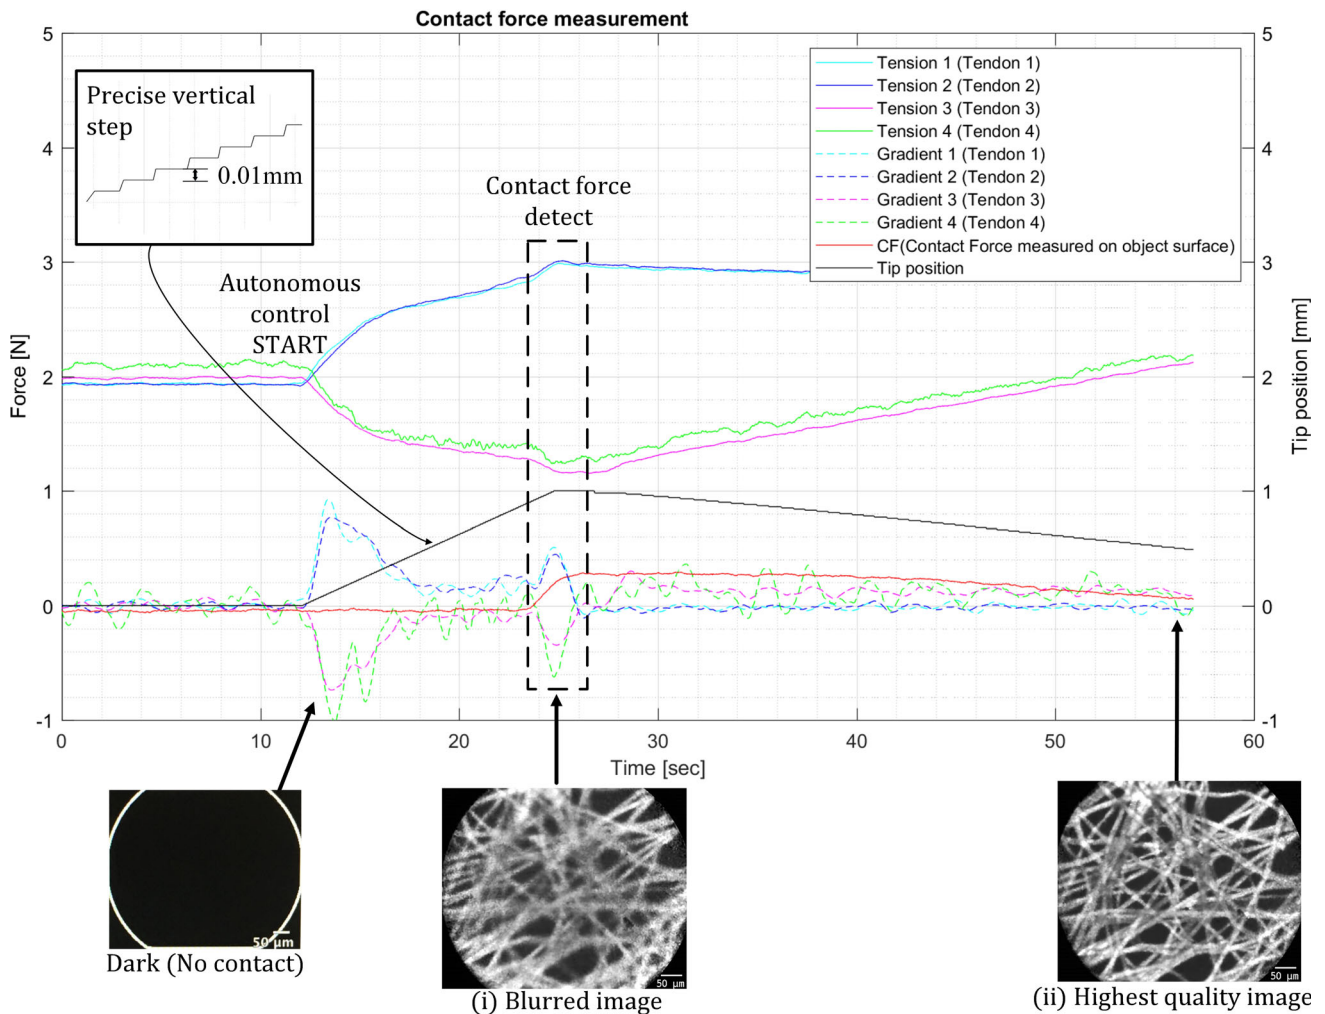 Contact force measurement
5
4
3
2
1
0
-1
Force [N]
5
4
3
2
1
0
-1
Tip position [mm]
Precise vertical
step
0.01mm
Autonomous
control
START
Contact force
detect
Tension 1 (Tendon 1)
Tension 2 (Tendon 2)
Tension 3 (Tendon 3)
Tension 4 (Tendon 4)
Gradient 1 (Tendon 1)
Gradient 2 (Tendon 2)
Gradient 3 (Tendon 3)
Gradient 4 (Tendon 4)
CF(Contact Force measured on object surface)
Tip position
0
10
20
30
40
50
60
Time [sec]
50 μm
Dark (No contact)
50 μm
(i) Blurred image
50 μm
(ii) Highest quality image